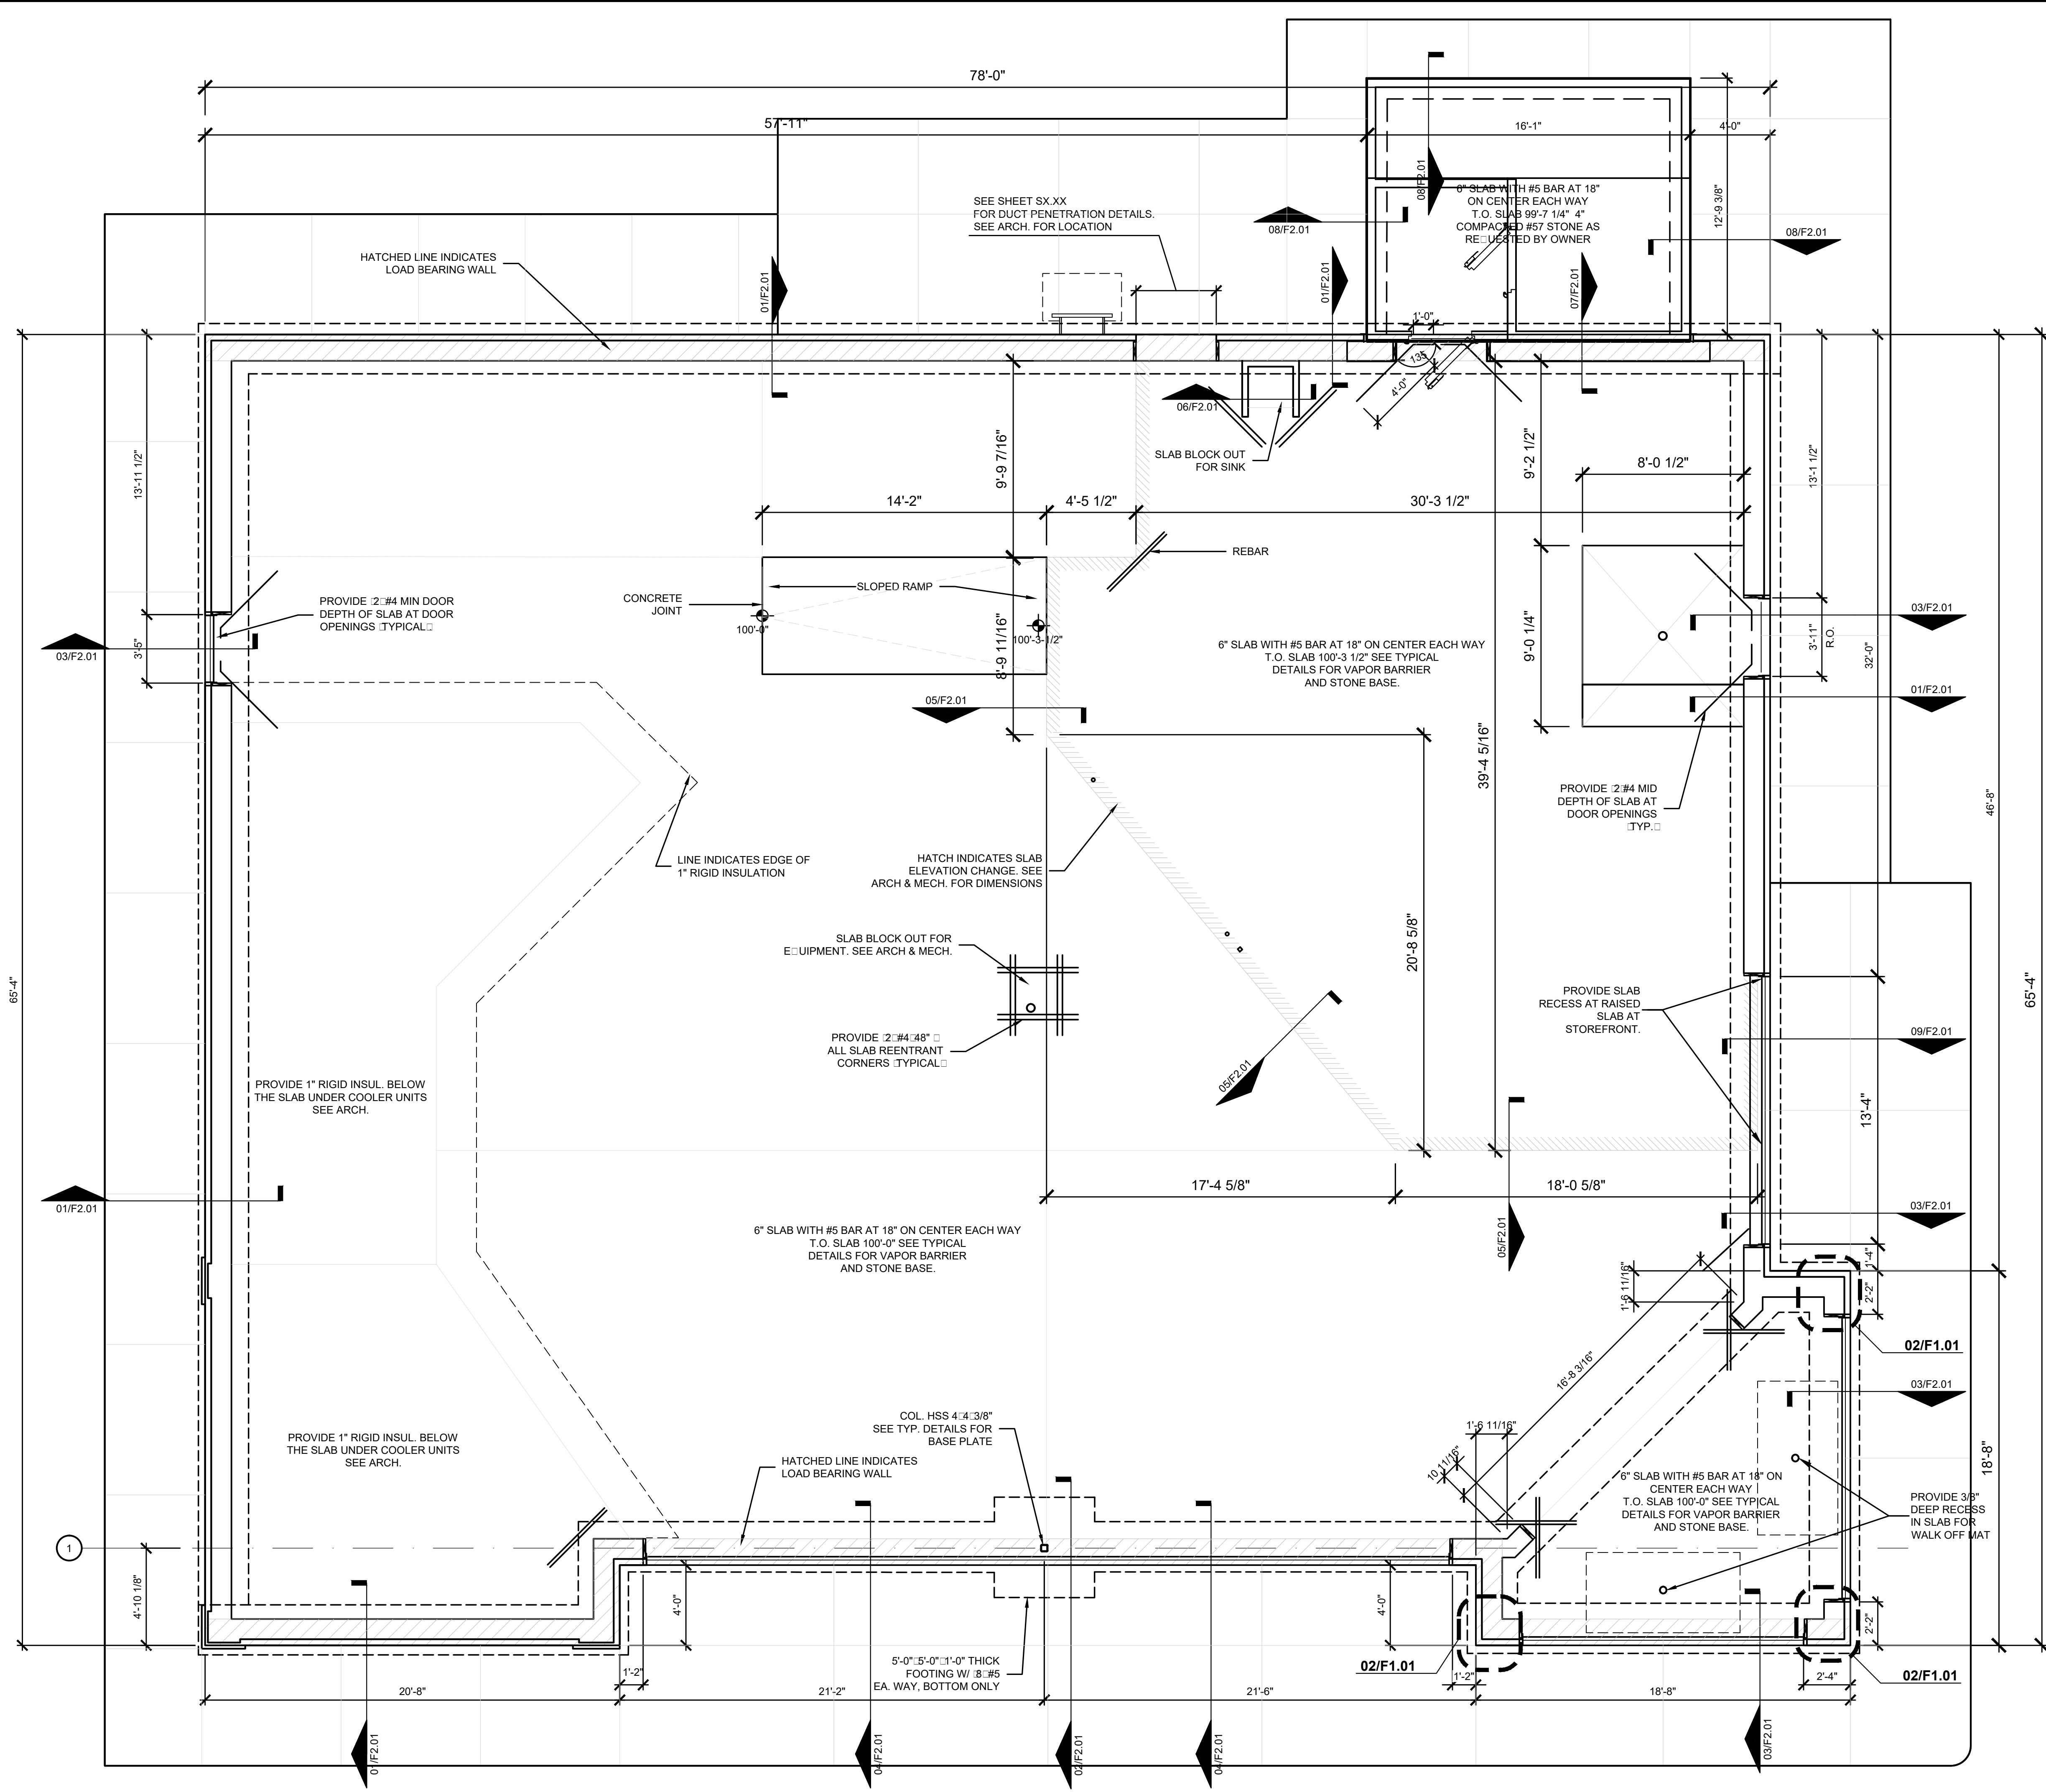 78'-0"
57'-11"
16'-1"
4'-0"
12'-9 3/8"
08/F2.01
6" SLAB WITH #5 BAR AT 18"
ON CENTER EACH WAY
T.O. SLAB 99'-7 1/4" 4"
COMPACTED #57 STONE AS
RE□UESTED BY OWNER
SEE SHEET SX.XX
FOR DUCT PENETRATION DETAILS.
SEE ARCH. FOR LOCATION
08/F2.01
08/F2.01
HATCHED LINE INDICATES
LOAD BEARING WALL
01/F2.01
01/F2.01
07/F2.01
1'-0"
135
4'-0"
06/F2.01
SLAB BLOCK OUT
FOR SINK
13'-11 1/2"
9'-9 7/16"
9'-2 1/2"
8'-0 1/2"
13'-1 1/2"
14'-2"
4'-5 1/2"
30'-3 1/2"
REBAR
SLOPED RAMP
CONCRETE
JOINT
100'-0"
100'-3-1/2"
PROVIDE □2□#4 MIN DOOR
DEPTH OF SLAB AT DOOR
OPENINGS □TYPICAL□
3'-5"
03/F2.01
8'-9 11/16"
6" SLAB WITH #5 BAR AT 18" ON CENTER EACH WAY
T.O. SLAB 100'-3 1/2" SEE TYPICAL
DETAILS FOR VAPOR BARRIER
AND STONE BASE.
9'-0 1/4"
3'-11"
R.O.
32'-0"
03/F2.01
01/F2.01
05/F2.01
39'-4 5/16"
PROVIDE □2□#4 MID
DEPTH OF SLAB AT
DOOR OPENINGS
□TYP.□
46'-8"
LINE INDICATES EDGE OF
1" RIGID INSULATION
HATCH INDICATES SLAB
ELEVATION CHANGE. SEE
ARCH & MECH. FOR DIMENSIONS
20'-8 5/8"
SLAB BLOCK OUT FOR
E□UIPMENT. SEE ARCH & MECH.
65'-4"
65'-4"
PROVIDE SLAB
RECESS AT RAISED
SLAB AT
STOREFRONT.
09/F2.01
PROVIDE □2□#4□48" □
ALL SLAB REENTRANT
CORNERS □TYPICAL□
05/F2.01
PROVIDE 1" RIGID INSUL. BELOW
THE SLAB UNDER COOLER UNITS
SEE ARCH.
13'-4"
17'-4 5/8"
18'-0 5/8"
01/F2.01
03/F2.01
6" SLAB WITH #5 BAR AT 18" ON CENTER EACH WAY
T.O. SLAB 100'-0" SEE TYPICAL
DETAILS FOR VAPOR BARRIER
AND STONE BASE.
05/F2.01
1'-4"
1'-6 11/16"
2'-2"
02/F1.01
16'-8 3/16"
03/F2.01
COL. HSS 4□4□3/8"
SEE TYP. DETAILS FOR
BASE PLATE
1'-6 11/16"
10 11/16"
PROVIDE 1" RIGID INSUL. BELOW
THE SLAB UNDER COOLER UNITS
SEE ARCH.
HATCHED LINE INDICATES
LOAD BEARING WALL
18'-8"
6" SLAB WITH #5 BAR AT 18" ON
CENTER EACH WAY
T.O. SLAB 100'-0" SEE TYPICAL
DETAILS FOR VAPOR BARRIER
AND STONE BASE.
PROVIDE 3/8"
DEEP RECESS
IN SLAB FOR
WALK OFF MAT
1
4'-10 1/8"
4'-0"
4'-0"
2'-2"
5'-0"□5'-0"□1'-0" THICK
FOOTING W/ □8□#5
EA. WAY, BOTTOM ONLY
02/F1.01
1'-2"
1'-2"
2'-4"
02/F1.01
20'-8"
21'-2"
21'-6"
18'-8"
01/F2.01
04/F2.01
02/F2.01
04/F2.01
03/F2.01